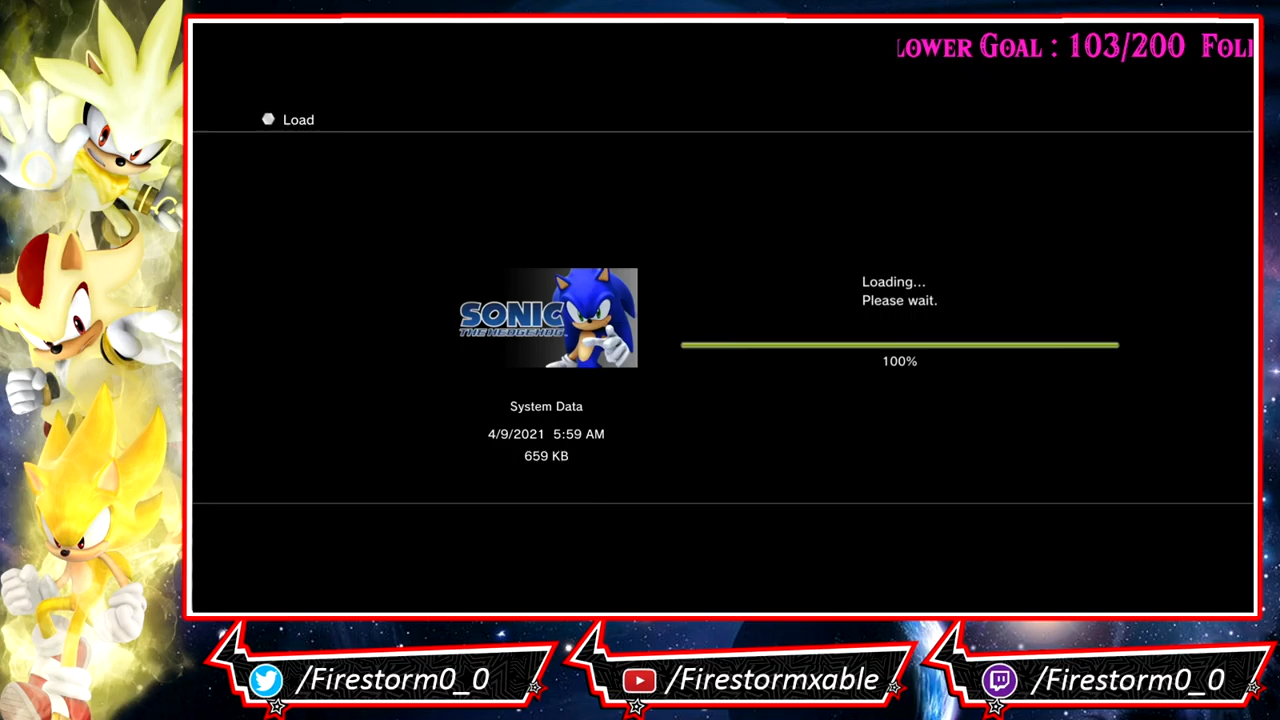 LOWER GOAL : 103/200 FOLL
Load
SONIC
THE HEDGEHOG
Loading...
Please wait.
100%
System Data
4/9/2021 5:59 AM
659 KB
/Firestorm0_0
/Firestormxable
/Firestorm0_0